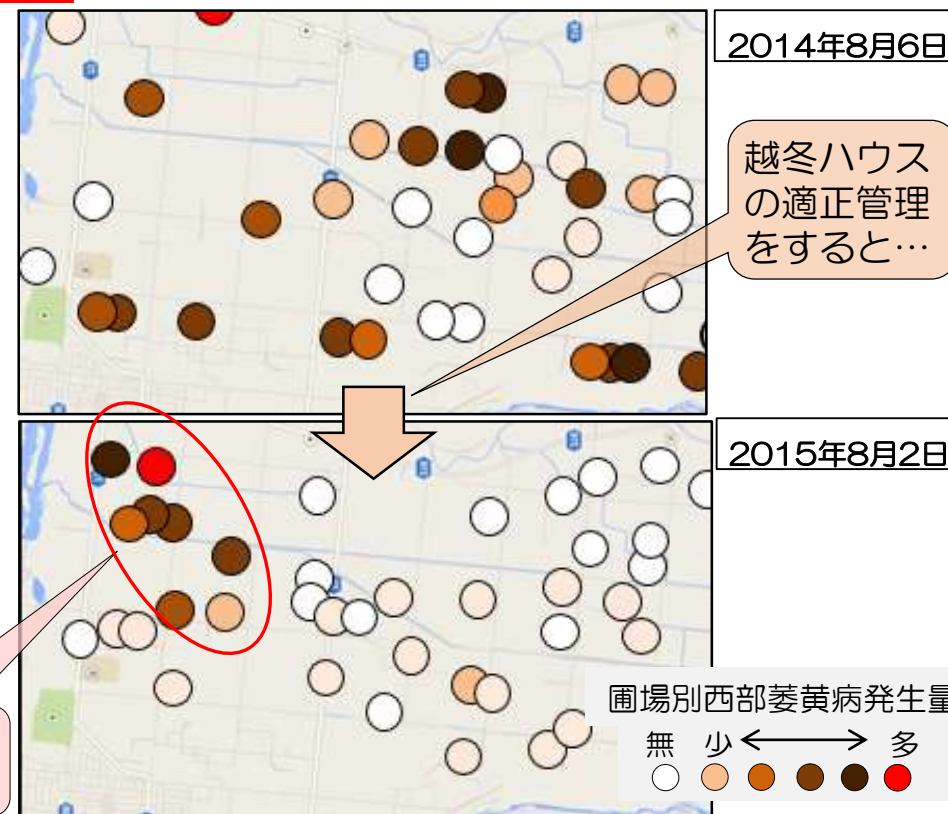 2014年8月6日
越冬ハウス
の適正管理
をすると…
2015年8月2日
圃場別西部萎黄病発生量
無 少 多